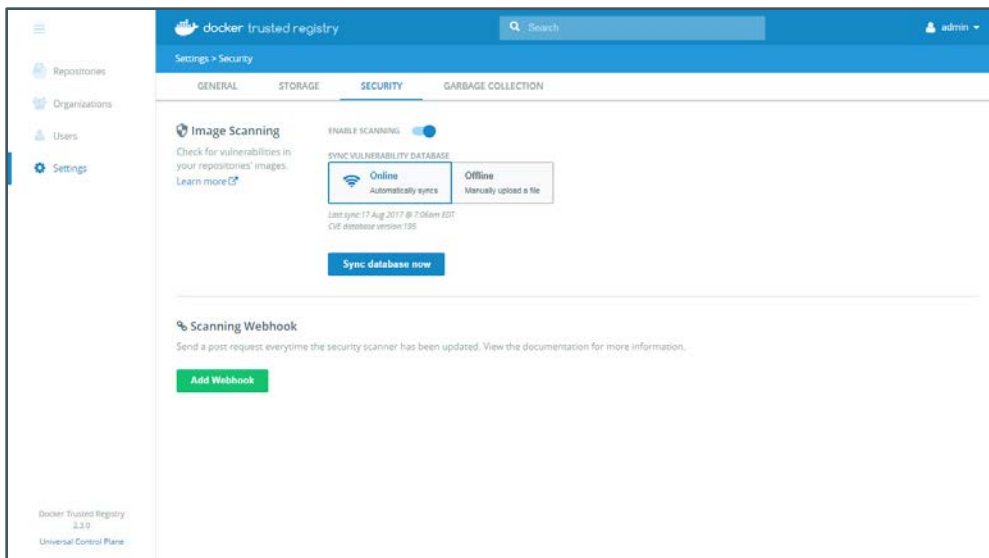 docker trusted registry
Search
admin
Settings > Security
Repositories
Organizations
Users
Settings
GENERAL STORAGE SECURITY GARBAGE COLLECTION
Image Scanning
Check for vulnerabilities in
your repositories' images.
Learn more
ENABLE SCANNING
SYNC VULNERABILITY DATABASE
Online
Automatically syncs
Offline
Manually upload a file
Last sync:17 Aug 2017 @ 7:06am EDT
CVE database version:195
Sync database now
Scanning Webhook
Send a post request everytime the security scanner has been updated. View the documentation for more information.
Add Webhook
Docker Trusted Registry
2.3.0
Universal Control Plane